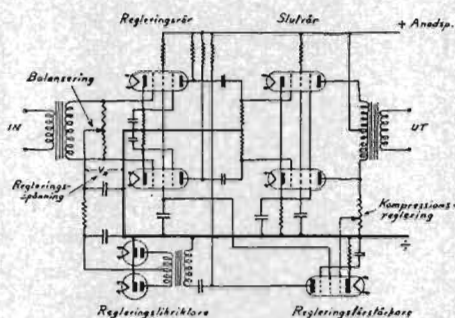 Regleringsrör
Slutrör
+ Anodsp.
Balansering
IN
UT
Reglerings-
spänning
Kompressions-
reglering
÷
Regleringslikriktare
Regleringsförstärkare